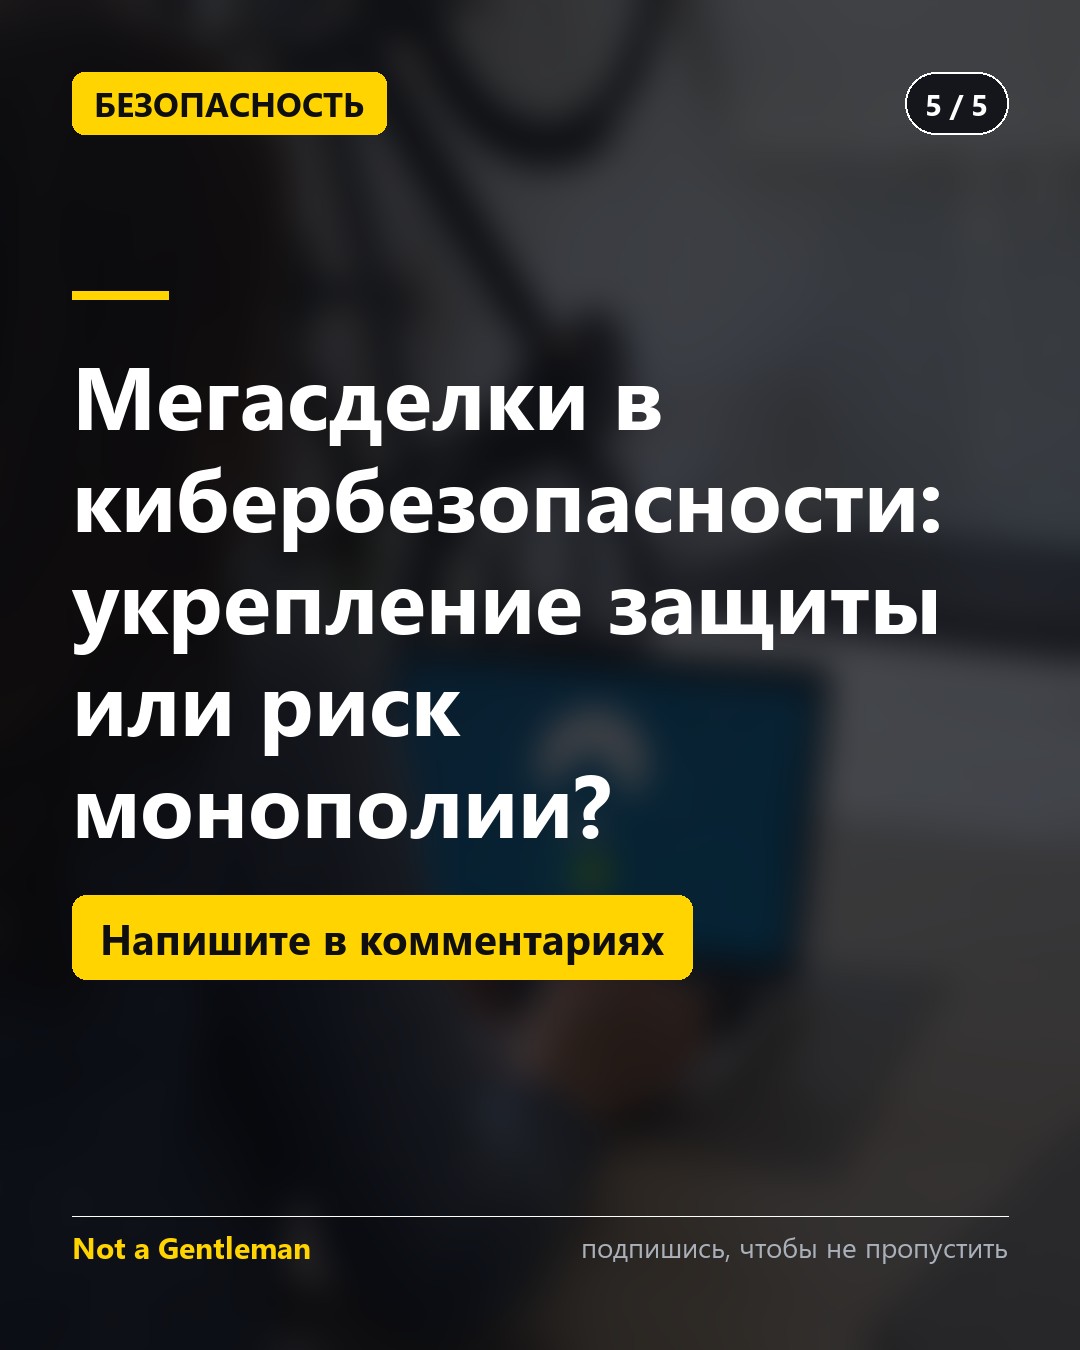 БЕЗОПАСНОСТЬ
5 / 5
Мегасделки в
кибербезопасности:
укрепление защиты
или риск
монополии?
Напишите в комментариях
Not a Gentleman
подпишись, чтобы не пропустить